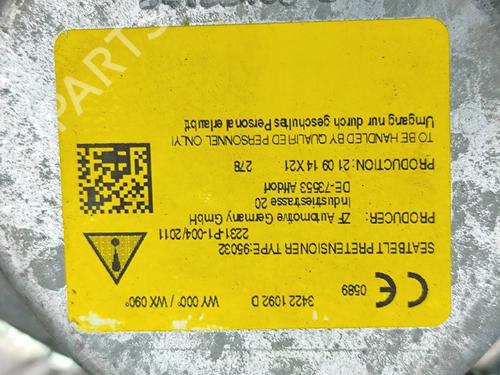 3422 1092 D WY 000° / WX 090°
CE 0589
SEATBELT PRETENSIONER TYPE:95032
2231-P1-004/2011
PRODUCER: ZF Automotive Germany GmbH
Industriestrasse 20
DE-73553 Alfdorf
PRODUCTION: 21 09 14 X21 278
TO BE HANDLED BY QUALIFIED PERSONNEL ONLY!
Umgang nur durch geschultes Personal erlaubt!